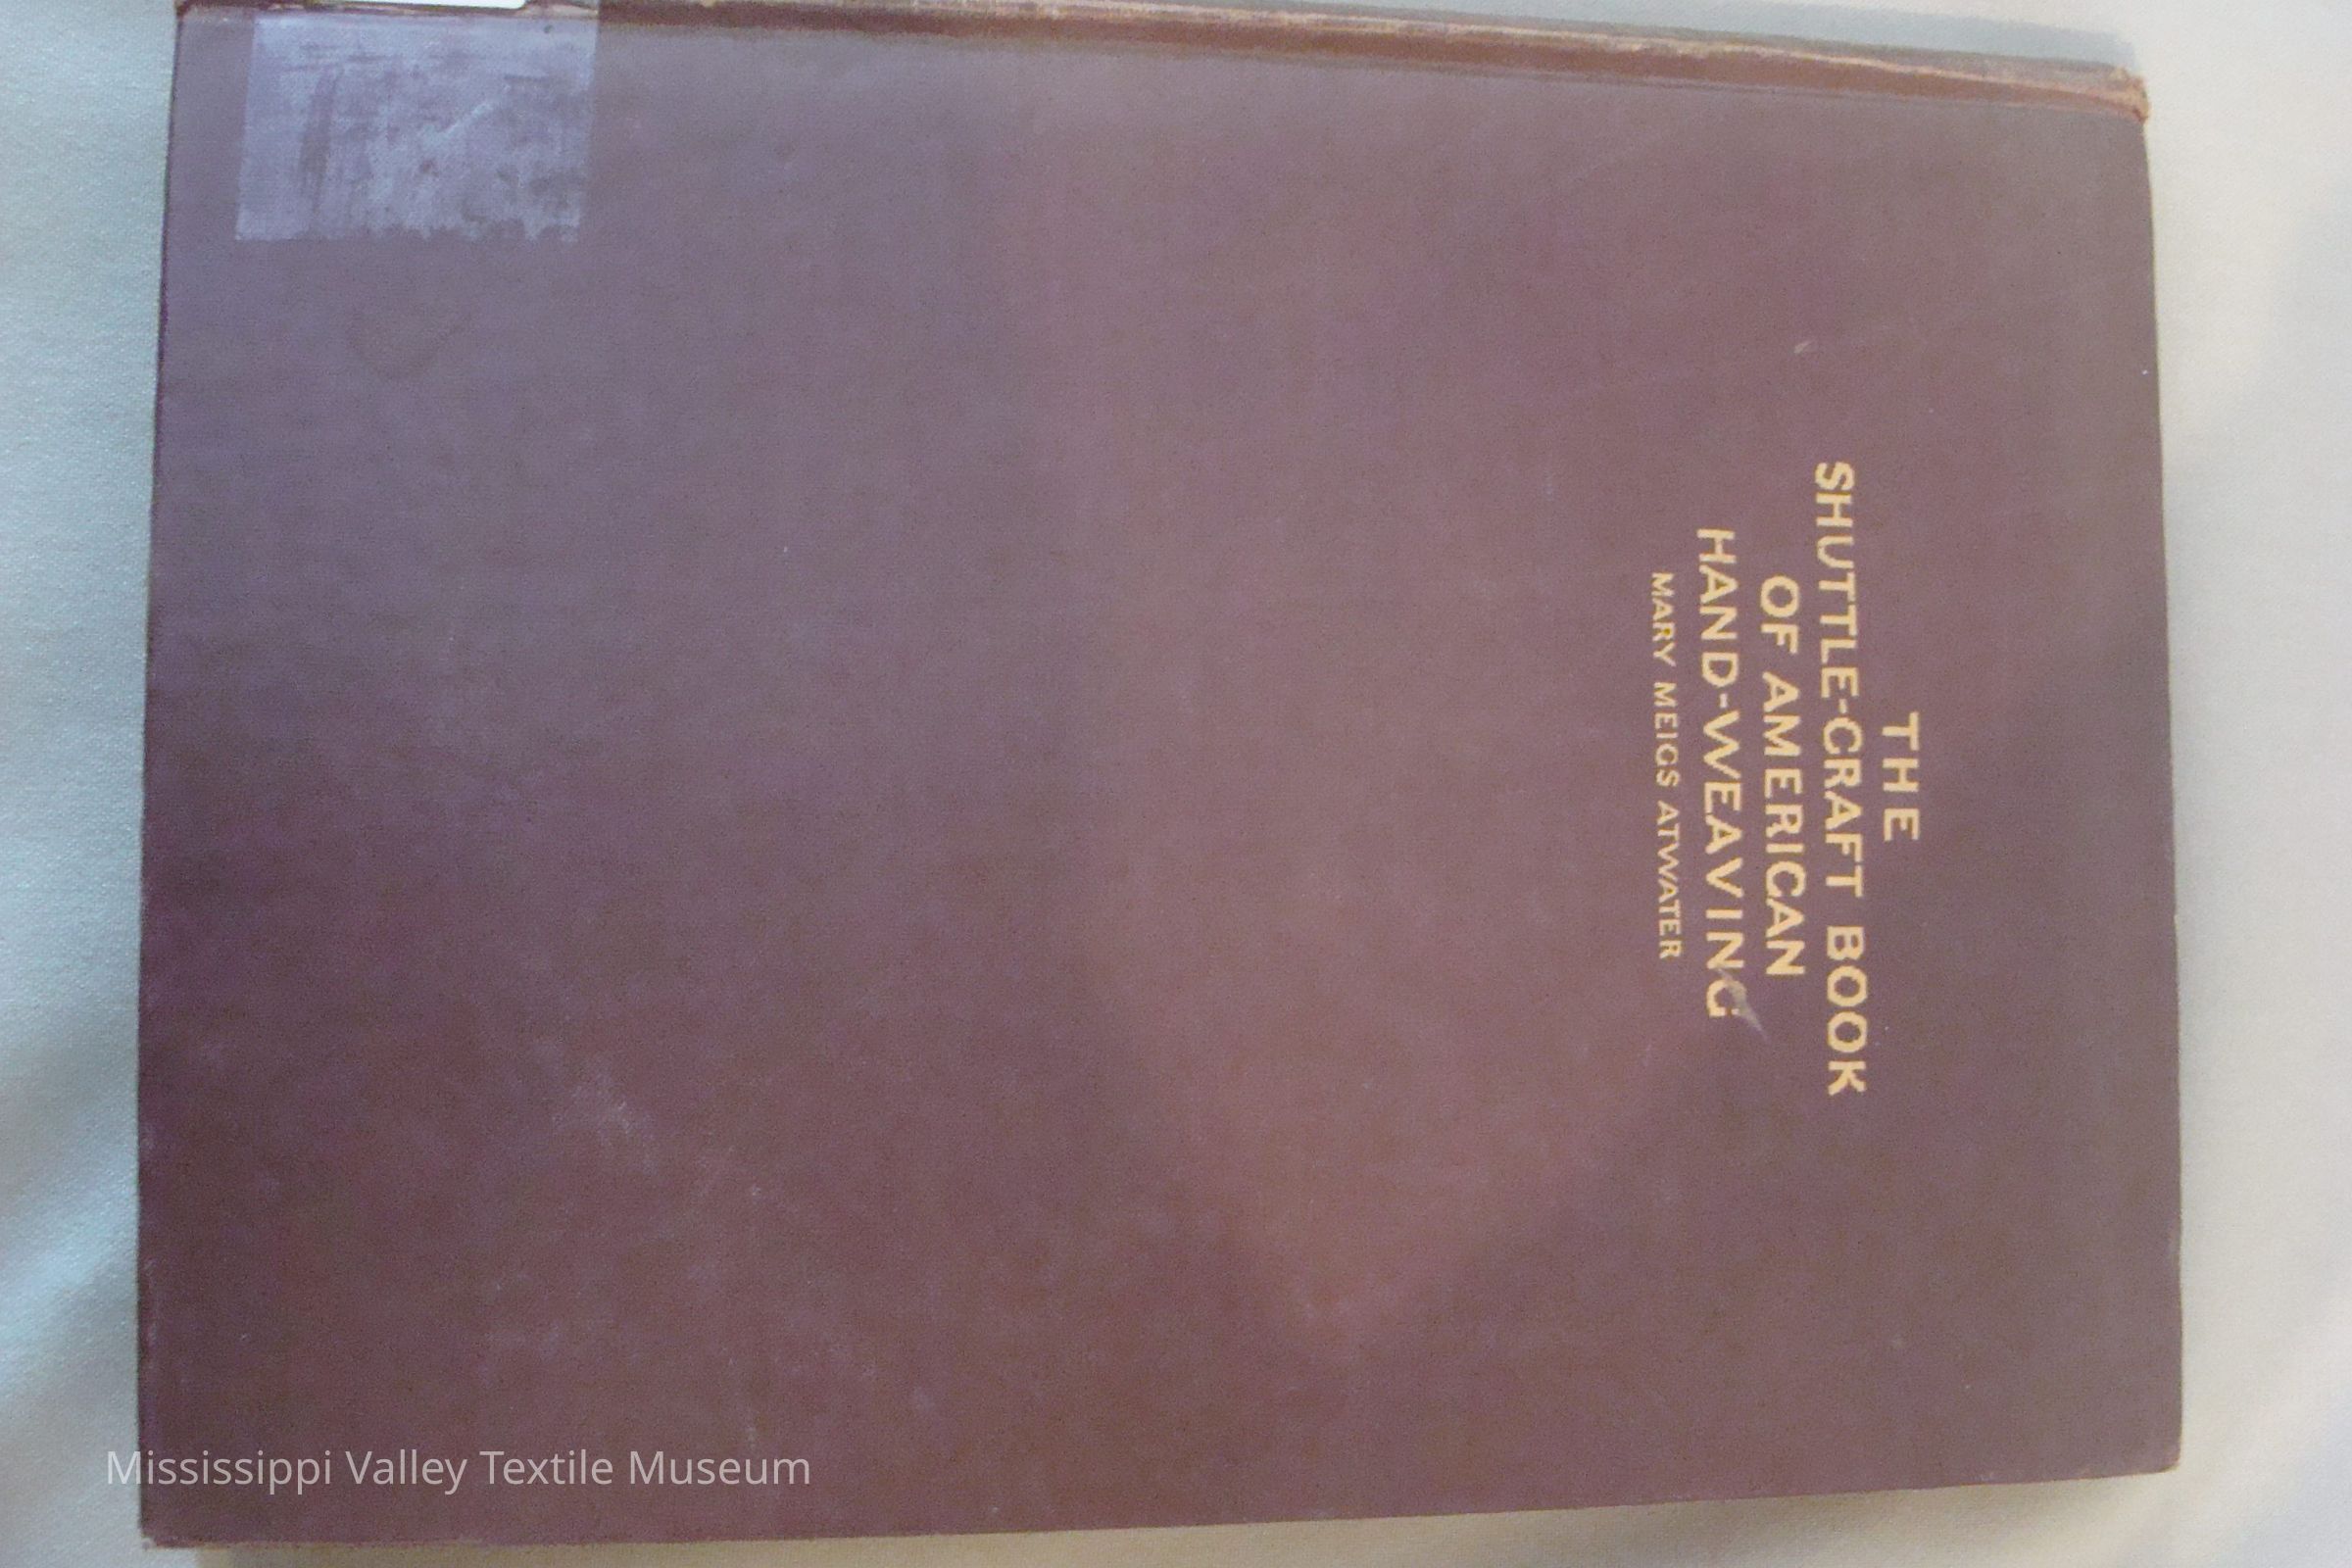 THE
SHUTTLE-CRAFT BOOK
OF AMERICAN
HAND-WEAVING
MARY MEIGS ATWATER
Mississippi Valley Textile Museum